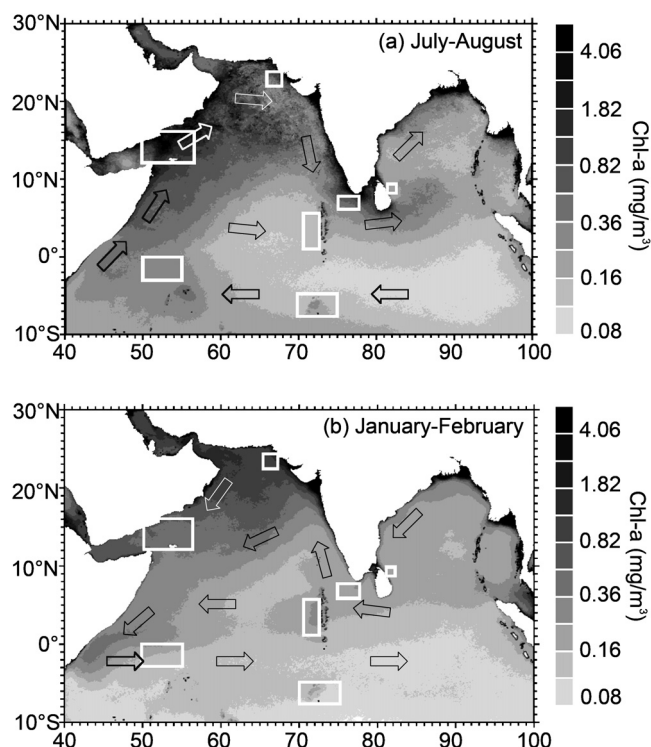 30°N
(a) July-August
20°
10°
0°
10°S
40 50 60 70 80 90 100
4.06
1.82
0.82
0.36
0.16
0.08
Chl-a (mg/m³)
30°N
(b) January-February
20°
10°
0°
10°S
40 50 60 70 80 90 100
4.06
1.82
0.82
0.36
0.16
0.08
Chl-a (mg/m³)